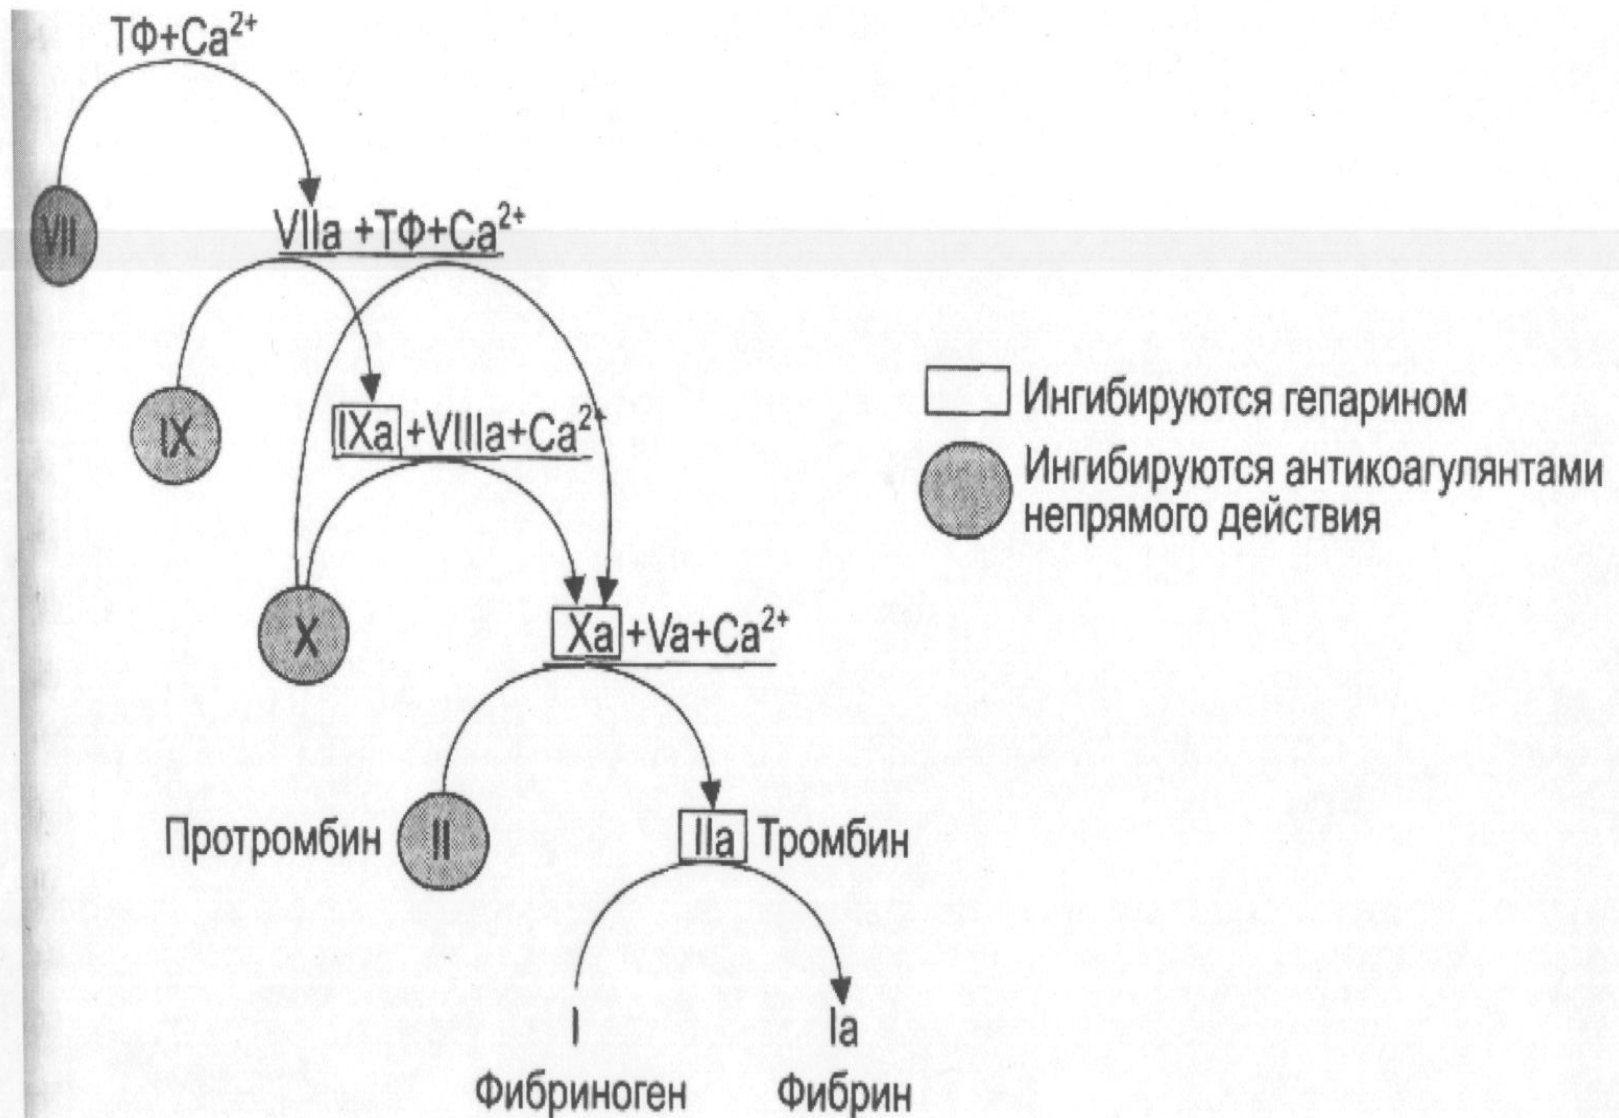 ТФ+Ca²⁺
VII
VIIa +ТФ+Ca²⁺
IX
IXa +VIIIa+Ca²⁺
Ингибируются гепарином
Ингибируются антикоагулянтами
непрямого действия
X
Xa +Va+Ca²⁺
Протромбин II
IIa Тромбин
I
Ia
Фибриноген
Фибрин